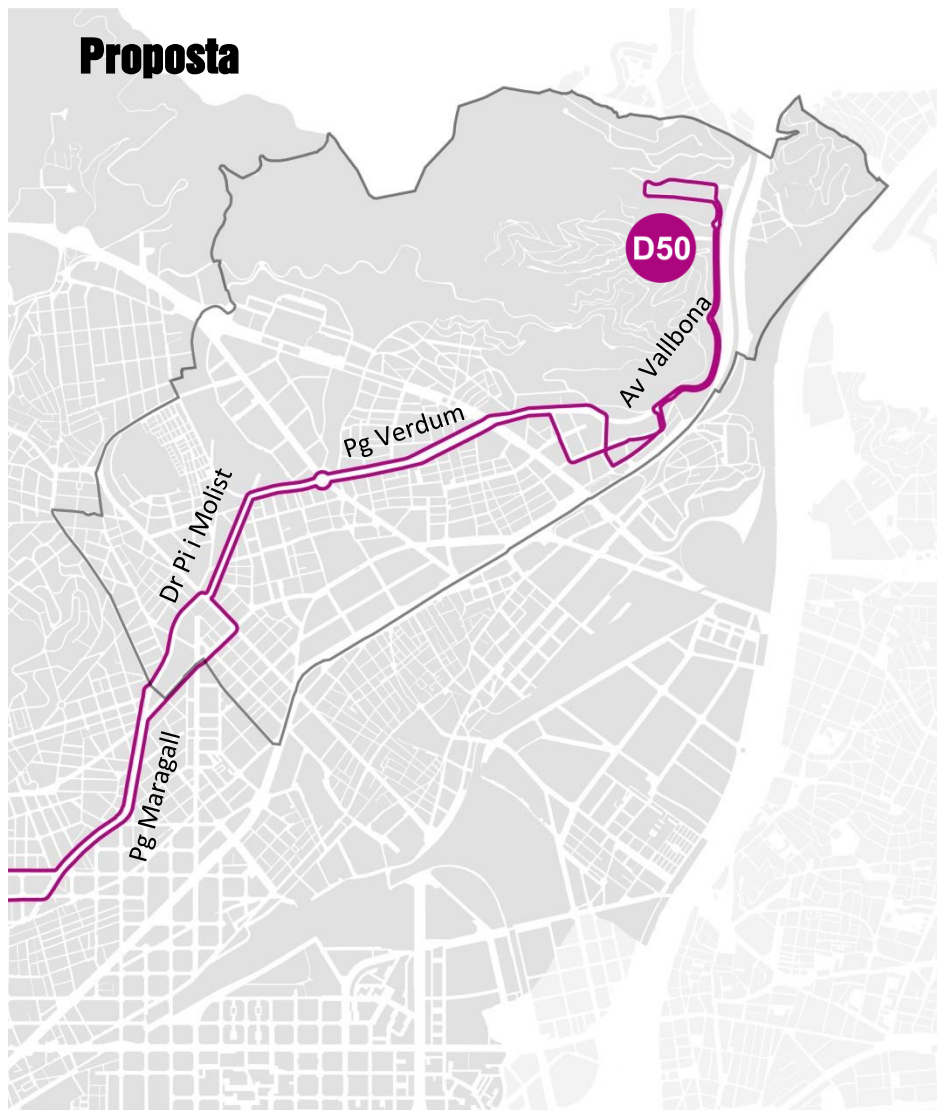 Proposta
D50
Av Vallbona
Pg Verdum
Dr Pi i Molist
Pg Maragall